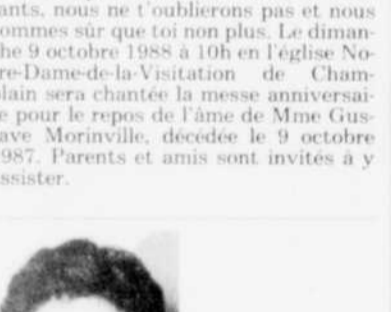 ants, nous ne t'oublierons pas et nous
ommes sûr que toi non plus. Le diman-
he 9 octobre 1988 à 10h en l'église No-
re-Dame-de-la-Visitation de Cham-
lain sera chantée la messe anniversai-
e pour le repos de l'âme de Mme Gus-
ave Morinville, décédée le 9 octobre
987. Parents et amis sont invités à y
ssister.